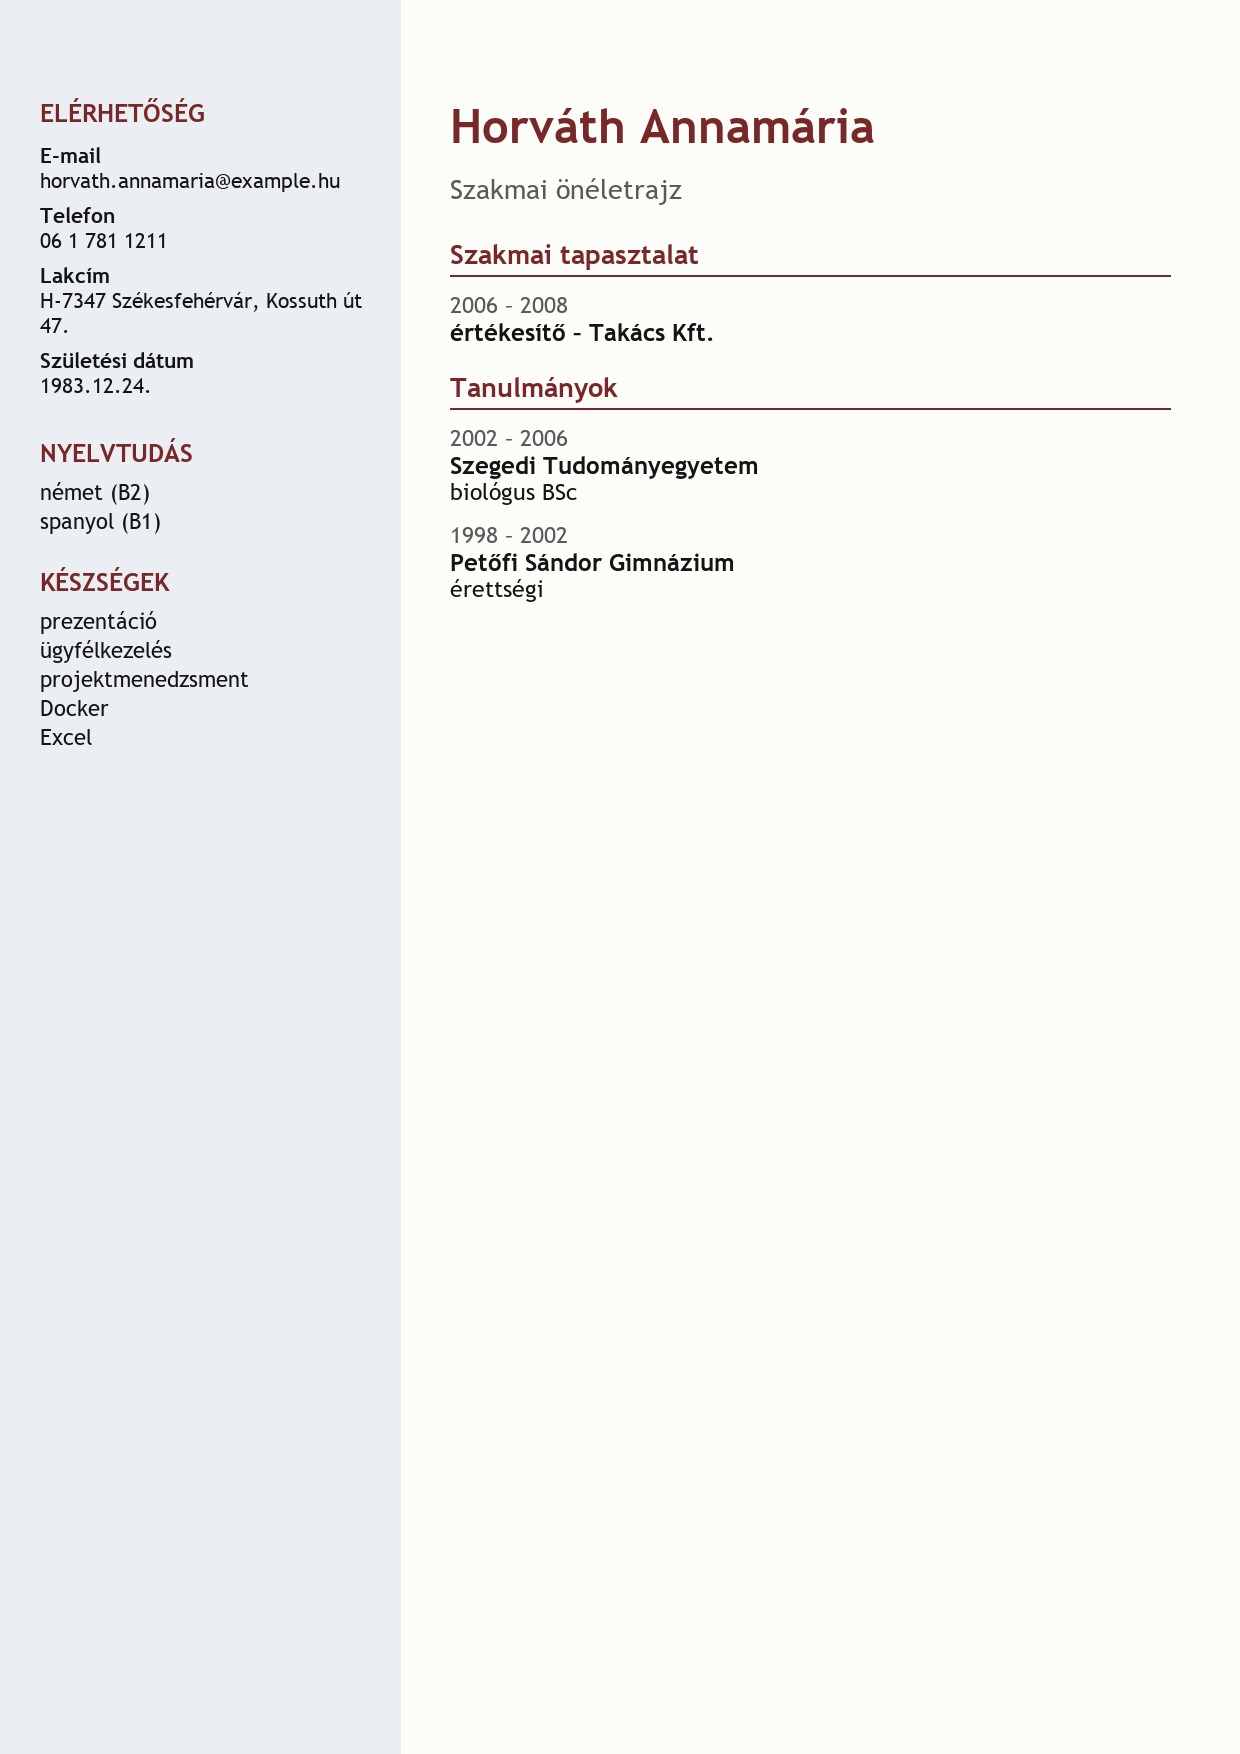 ELÉRHETŐSÉG
E-mail
horvath.annamaria@example.hu
Telefon
06 1 781 1211
Lakcím
H-7347 Székesfehérvár, Kossuth út
47.
Születési dátum
1983.12.24.
NYELVTUDÁS
német (B2)
spanyol (B1)
KÉSZSÉGEK
prezentáció
ügyfélkezelés
projektmenedzsment
Docker
Excel
Horváth Annamária
Szakmai önéletrajz
Szakmai tapasztalat
2006 – 2008
értékesítő – Takács Kft.
Tanulmányok
2002 – 2006
Szegedi Tudományegyetem
biológus BSc
1998 – 2002
Petőfi Sándor Gimnázium
érettségi